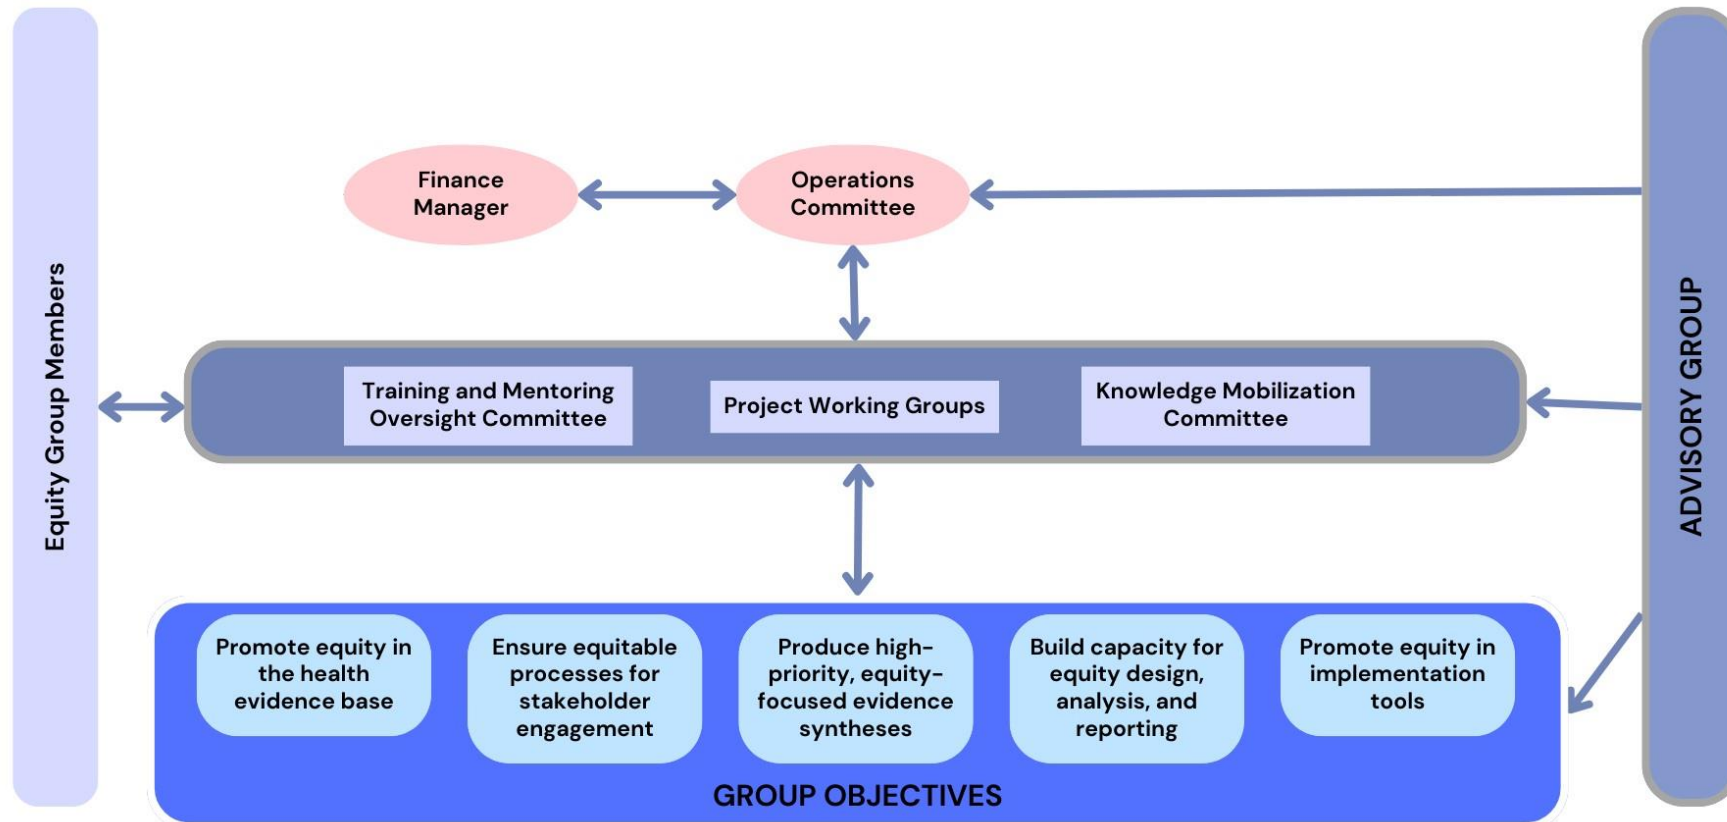 Equity Group Members
Finance
Manager
Operations
Committee
ADVISORY GROUP
Training and Mentoring
Oversight Committee
Project Working Groups
Knowledge Mobilization
Committee
Promote equity in
the health
evidence base
Ensure equitable
processes for
stakeholder
engagement
Produce high-
priority, equity-
focused evidence
syntheses
Build capacity for
equity design,
analysis, and
reporting
Promote equity in
implementation
tools
GROUP OBJECTIVES